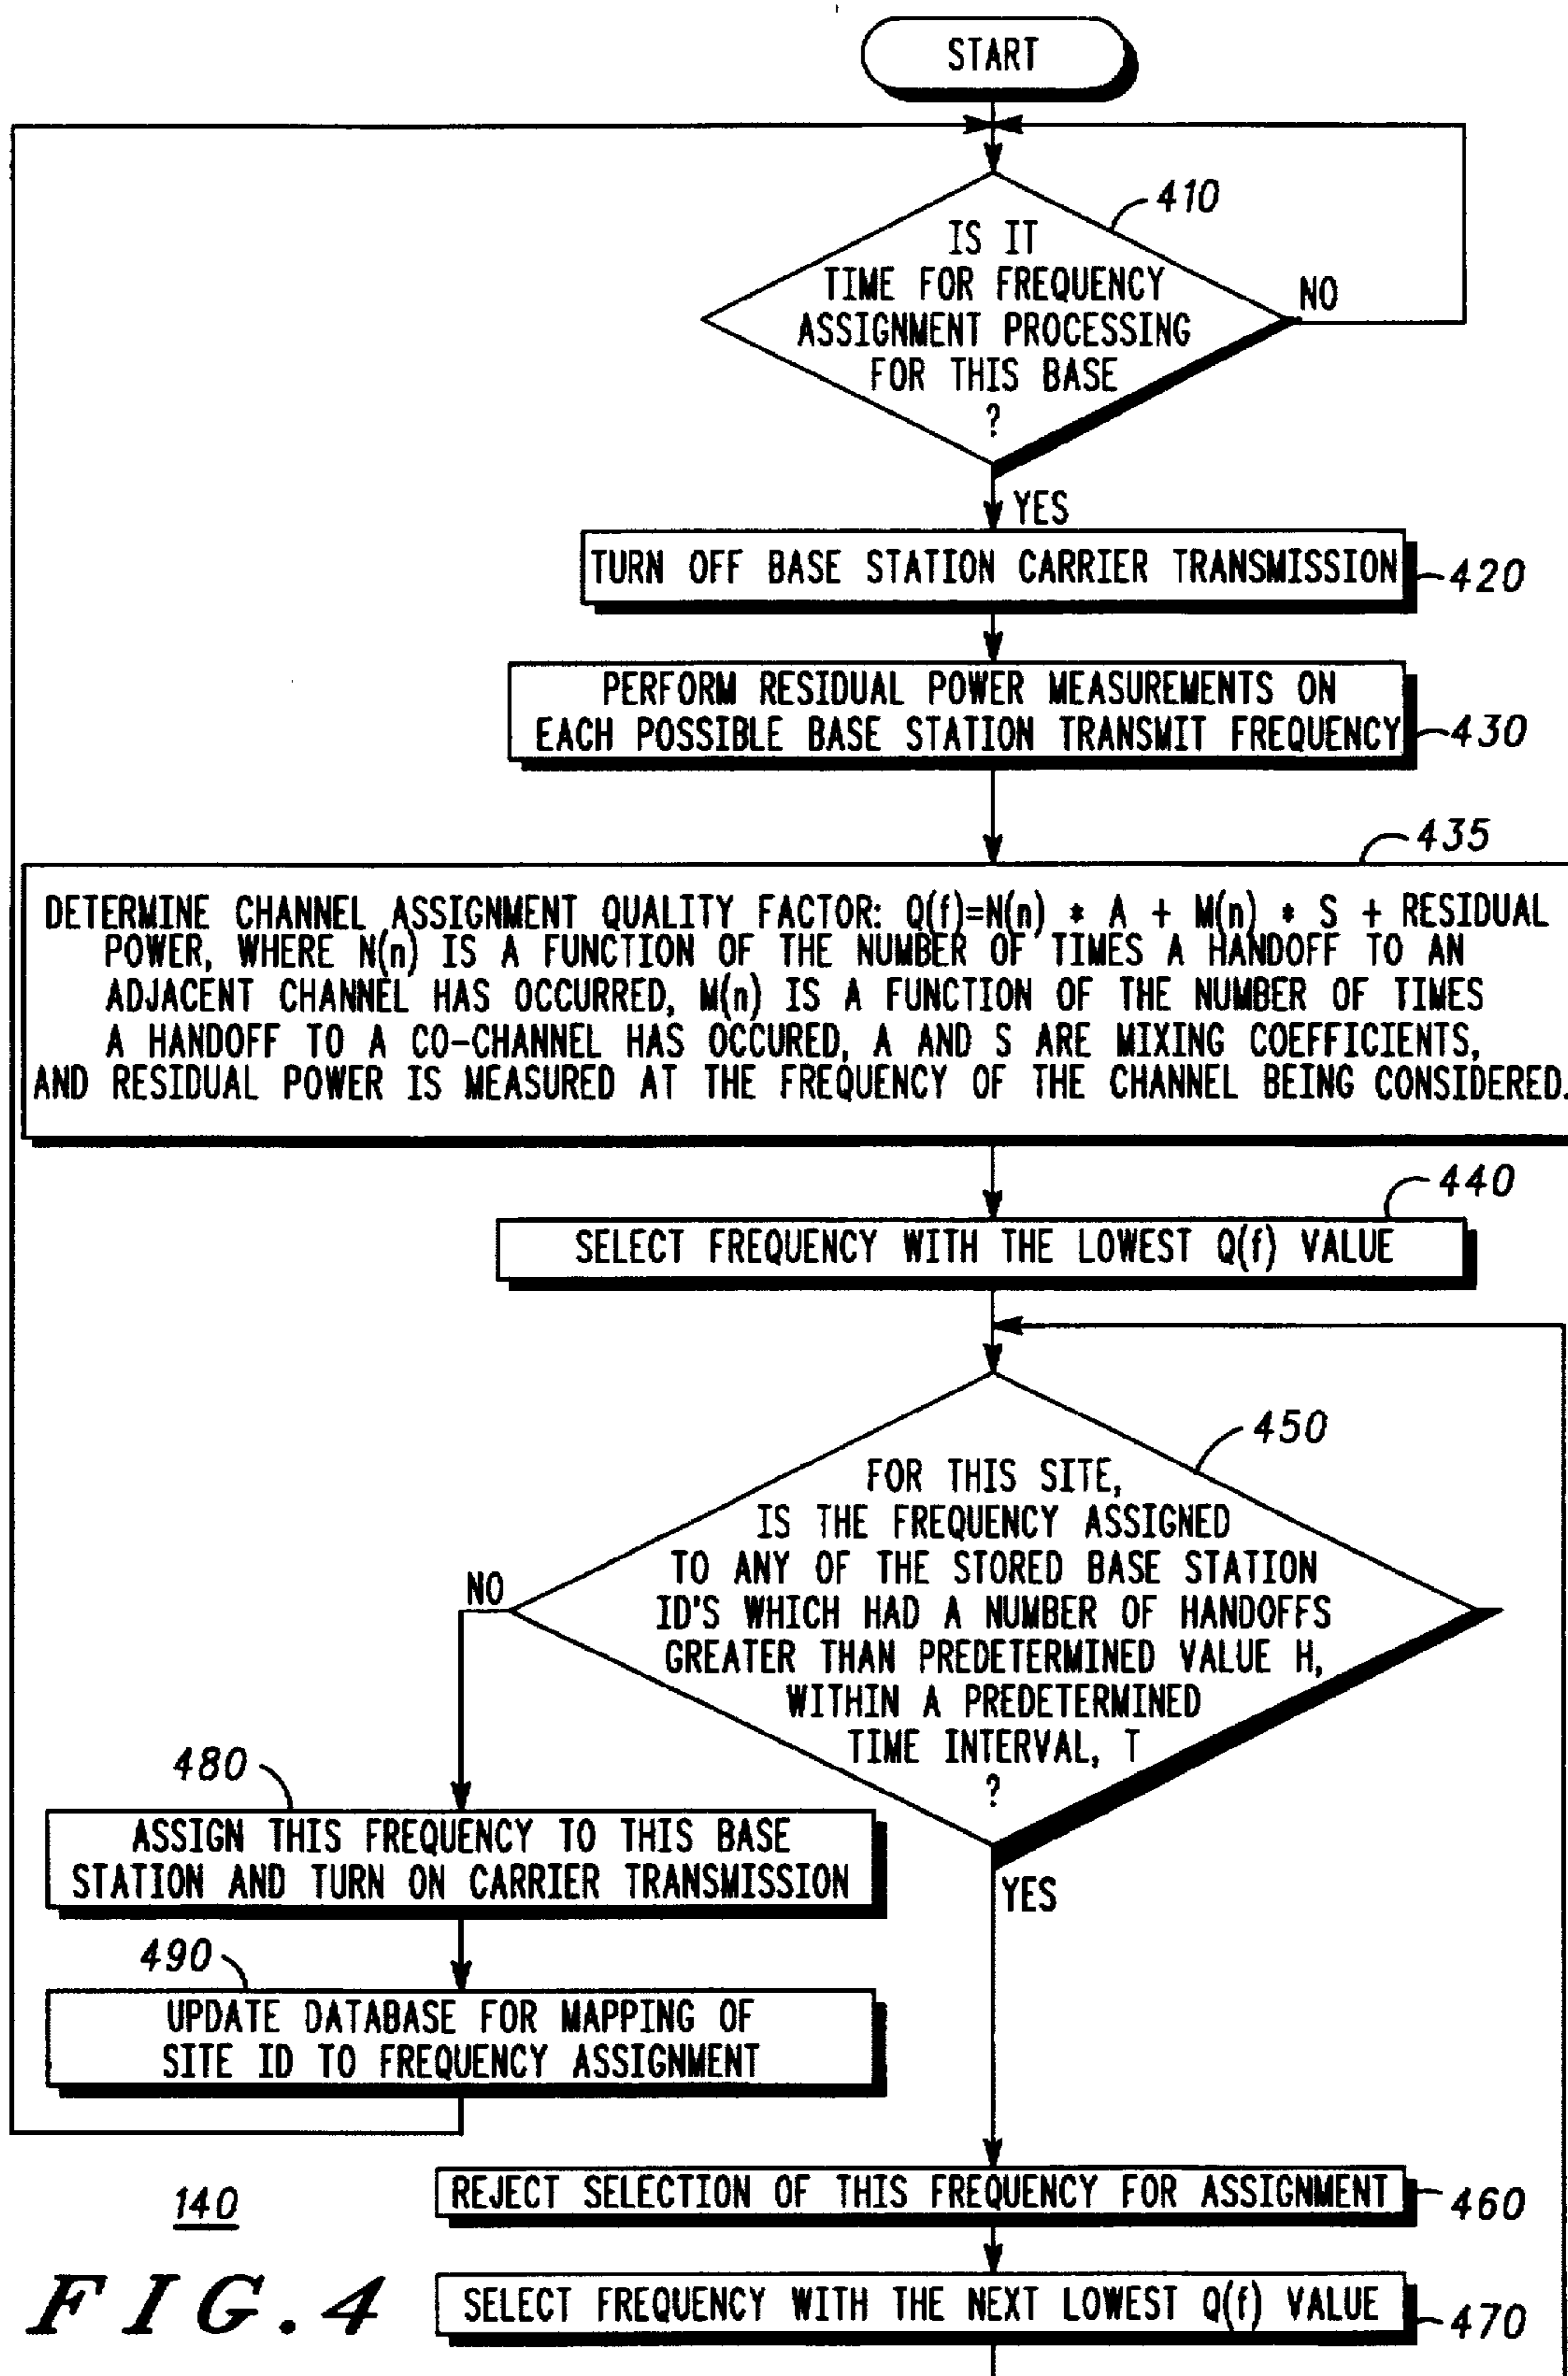 START
410
IS IT
TIME FOR FREQUENCY
ASSIGNMENT PROCESSING
FOR THIS BASE
?
NO
YES
TURN OFF BASE STATION CARRIER TRANSMISSION
420
PERFORM RESIDUAL POWER MEASUREMENTS ON
EACH POSSIBLE BASE STATION TRANSMIT FREQUENCY
430
435
DETERMINE CHANNEL ASSIGNMENT QUALITY FACTOR: Q(f)=N(n) * A + M(n) * S + RESIDUAL
POWER, WHERE N(n) IS A FUNCTION OF THE NUMBER OF TIMES A HANDOFF TO AN
ADJACENT CHANNEL HAS OCCURRED, M(n) IS A FUNCTION OF THE NUMBER OF TIMES
A HANDOFF TO A CO-CHANNEL HAS OCCURED, A AND S ARE MIXING COEFFICIENTS,
AND RESIDUAL POWER IS MEASURED AT THE FREQUENCY OF THE CHANNEL BEING CONSIDERED.
440
SELECT FREQUENCY WITH THE LOWEST Q(f) VALUE
450
FOR THIS SITE,
IS THE FREQUENCY ASSIGNED
TO ANY OF THE STORED BASE STATION
ID'S WHICH HAD A NUMBER OF HANDOFFS
GREATER THAN PREDETERMINED VALUE H,
WITHIN A PREDETERMINED
TIME INTERVAL, T
?
NO
YES
480
ASSIGN THIS FREQUENCY TO THIS BASE
STATION AND TURN ON CARRIER TRANSMISSION
490
UPDATE DATABASE FOR MAPPING OF
SITE ID TO FREQUENCY ASSIGNMENT
REJECT SELECTION OF THIS FREQUENCY FOR ASSIGNMENT
460
SELECT FREQUENCY WITH THE NEXT LOWEST Q(f) VALUE
470
140
FIG.4